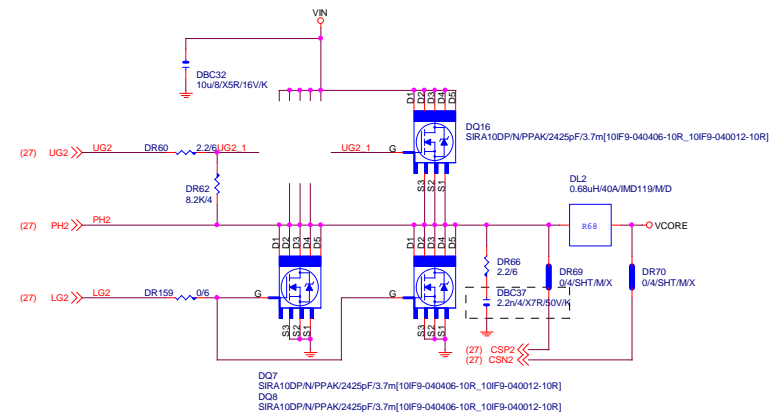 VIN
DBC32
10u/8/X5R/16V/K
D1 D2 D3 D4 D5
DQ16
SIRA10DP/N/PPAK/2425pF/3.7m[10IF9-040406-10R_10IF9-040012-10R]
(27) UG2 UG2 DR60 2.2/6 UG2_1 UG2_1 G
S3 S2 S1
DR62
8.2K/4
DL2
0.68uH/40A/IMD119/M/D
R68
VCORE
(27) PH2 PH2
D1 D2 D3 D4 D5
D1 D2 D3 D4 D5
DR66
2.2/6
DR69
0/4/SHT/M/X
DR70
0/4/SHT/M/X
(27) LG2 LG2 DR159 0/6 G G
DBC37
2.2n/4/X7R/50V/K
S3 S2 S1
S3 S2 S1
(27) CSP2
(27) CSN2
DQ7
SIRA10DP/N/PPAK/2425pF/3.7m[10IF9-040406-10R_10IF9-040012-10R]
DQ8
SIRA10DP/N/PPAK/2425pF/3.7m[10IF9-040406-10R_10IF9-040012-10R]